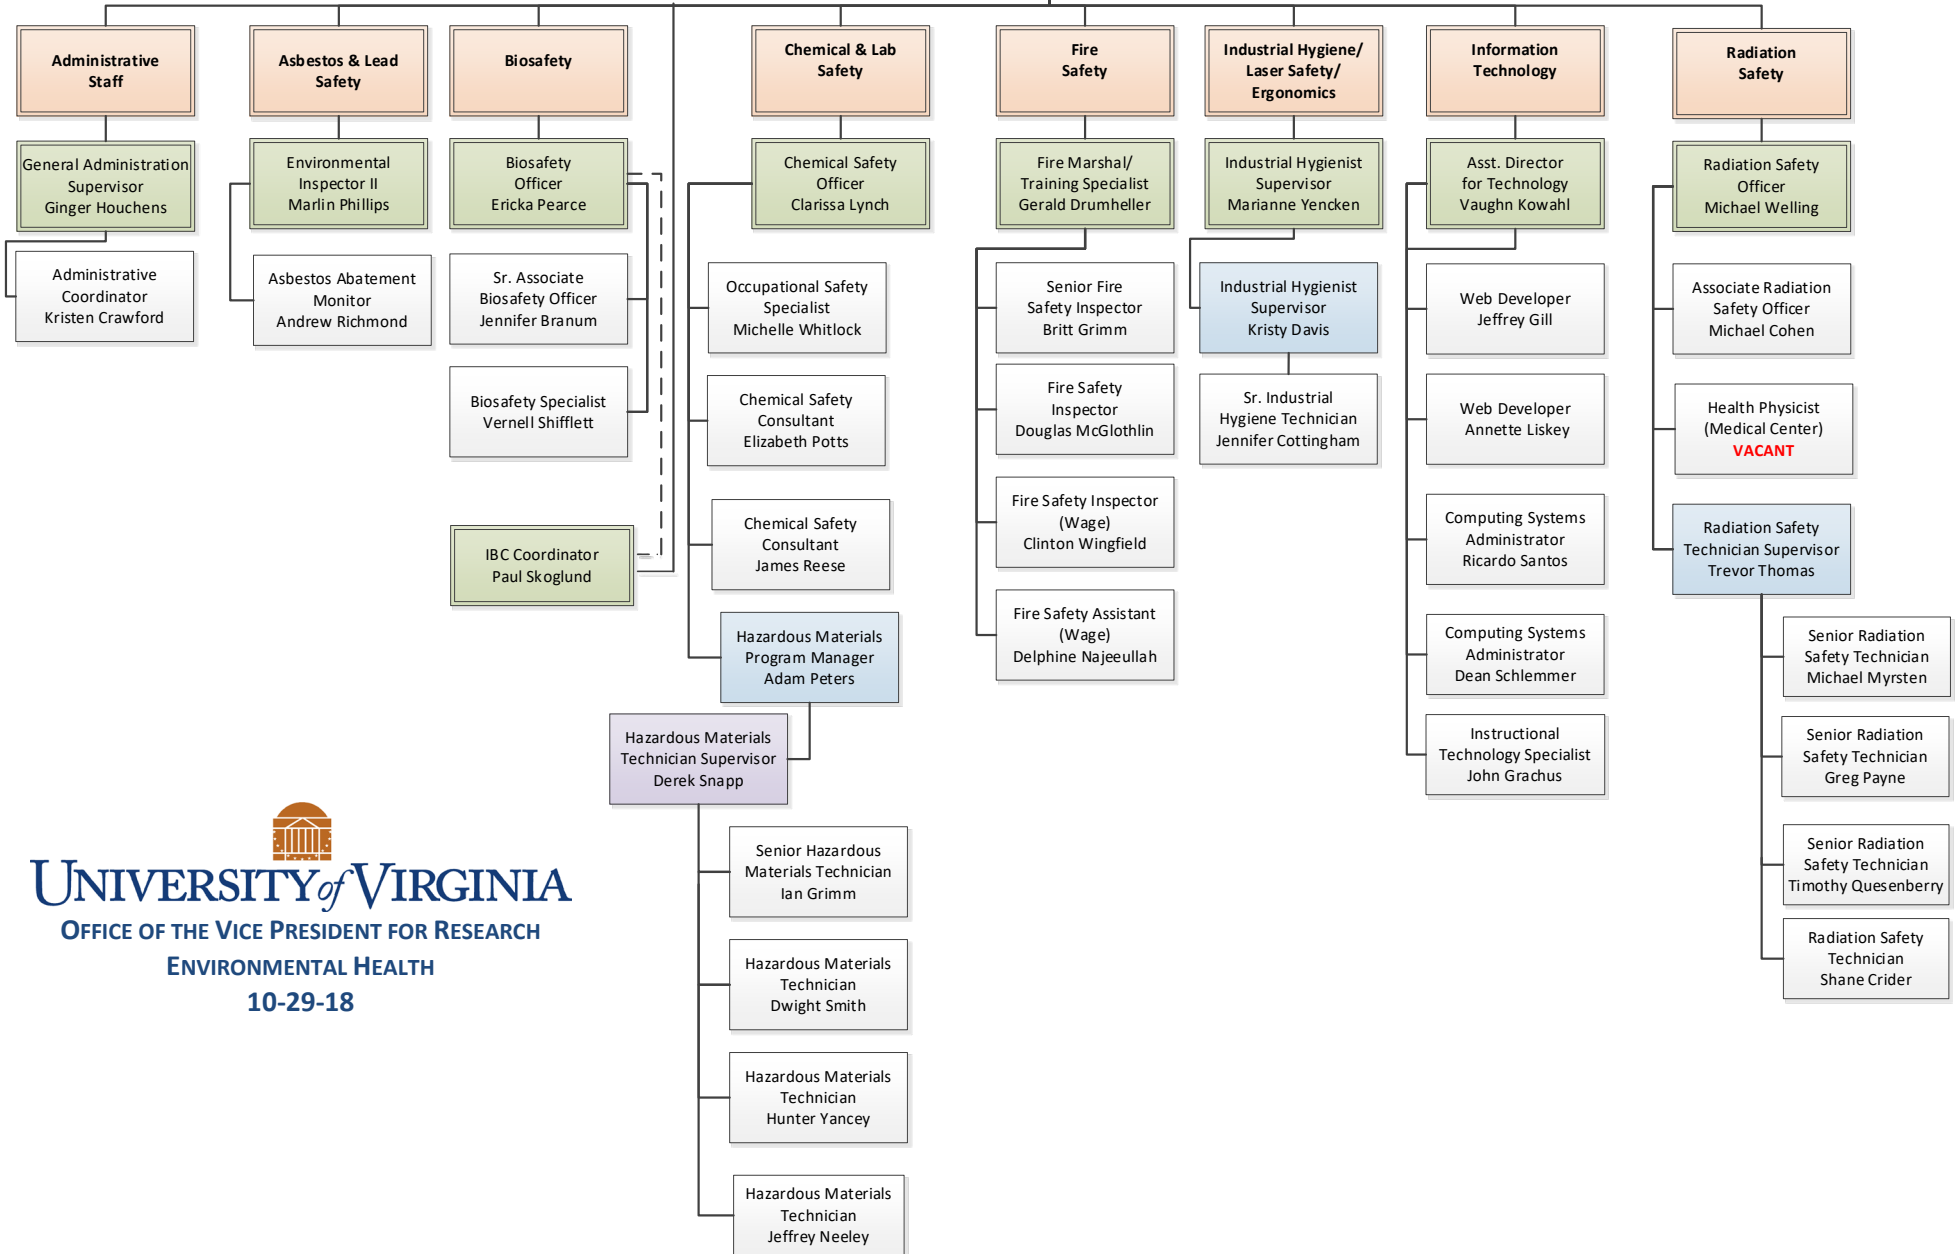 Administrative
Staff
Asbestos & Lead
Safety
Biosafety
Chemical & Lab
Safety
Fire
Safety
Industrial Hygiene/
Laser Safety/
Ergonomics
Information
Technology
Radiation
Safety
General Administration
Supervisor
Ginger Houchens
Environmental
Inspector II
Marlin Phillips
Biosafety
Officer
Ericka Pearce
Chemical Safety
Officer
Clarissa Lynch
Fire Marshal/
Training Specialist
Gerald Drumheller
Industrial Hygienist
Supervisor
Marianne Yencken
Asst. Director
for Technology
Vaughn Kowahl
Radiation Safety
Officer
Michael Welling
Administrative
Coordinator
Kristen Crawford
Asbestos Abatement
Monitor
Andrew Richmond
Sr. Associate
Biosafety Officer
Jennifer Branum
Biosafety Specialist
Vernell Shifflett
IBC Coordinator
Paul Skoglund
Occupational Safety
Specialist
Michelle Whitlock
Chemical Safety
Consultant
Elizabeth Potts
Chemical Safety
Consultant
James Reese
Hazardous Materials
Program Manager
Adam Peters
Hazardous Materials
Technician Supervisor
Derek Snapp
Senior Hazardous
Materials Technician
Ian Grimm
Hazardous Materials
Technician
Dwight Smith
Hazardous Materials
Technician
Hunter Yancey
Hazardous Materials
Technician
Jeffrey Neeley
Senior Fire
Safety Inspector
Britt Grimm
Fire Safety
Inspector
Douglas McGlothlin
Fire Safety Inspector
(Wage)
Clinton Wingfield
Fire Safety Assistant
(Wage)
Delphine Najeeullah
Industrial Hygienist
Supervisor
Kristy Davis
Sr. Industrial
Hygiene Technician
Jennifer Cottingham
Web Developer
Jeffrey Gill
Web Developer
Annette Liskey
Computing Systems
Administrator
Ricardo Santos
Computing Systems
Administrator
Dean Schlemmer
Instructional
Technology Specialist
John Grachus
Associate Radiation
Safety Officer
Michael Cohen
Health Physicist
(Medical Center)
VACANT
Radiation Safety
Technician Supervisor
Trevor Thomas
Senior Radiation
Safety Technician
Michael Myrsten
Senior Radiation
Safety Technician
Greg Payne
Senior Radiation
Safety Technician
Timothy Quesenberry
Radiation Safety
Technician
Shane Crider
UNIVERSITY of VIRGINIA
OFFICE OF THE VICE PRESIDENT FOR RESEARCH
ENVIRONMENTAL HEALTH
10-29-18